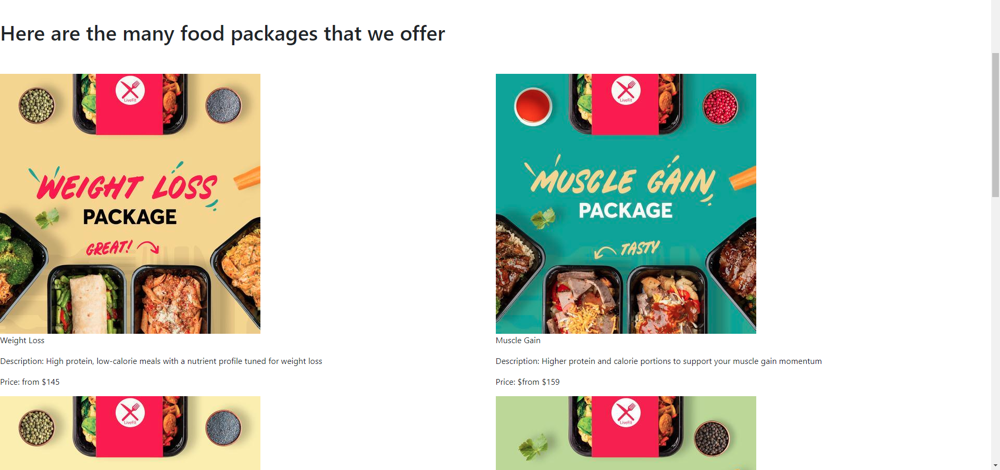 Here are the many food packages that we offer
LiveFit
WEIGHT LOSS
PACKAGE
GREAT!
Weight Loss
Description: High protein, low-calorie meals with a nutrient profile tuned for weight loss
Price: from $145
LiveFit
MUSCLE GAIN
PACKAGE
TASTY
Muscle Gain
Description: Higher protein and calorie portions to support your muscle gain momentum
Price: $from $159
LiveFit
LiveFit